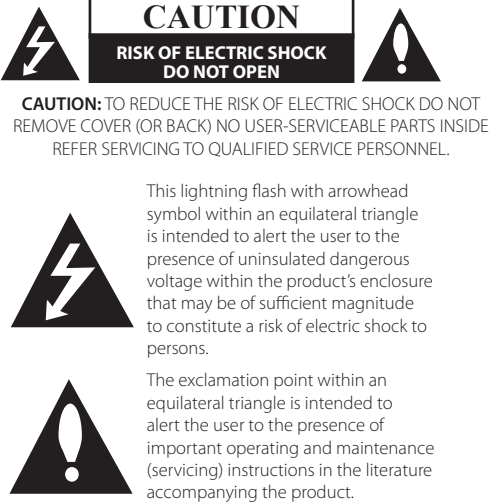 CAUTION
RISK OF ELECTRIC SHOCK
DO NOT OPEN
CAUTION: TO REDUCE THE RISK OF ELECTRIC SHOCK DO NOT
REMOVE COVER (OR BACK) NO USER-SERVICEABLE PARTS INSIDE
REFER SERVICING TO QUALIFIED SERVICE PERSONNEL.
This lightning flash with arrowhead
symbol within an equilateral triangle
is intended to alert the user to the
presence of uninsulated dangerous
voltage within the product’s enclosure
that may be of sufficient magnitude
to constitute a risk of electric shock to
persons.
The exclamation point within an
equilateral triangle is intended to
alert the user to the presence of
important operating and maintenance
(servicing) instructions in the literature
accompanying the product.